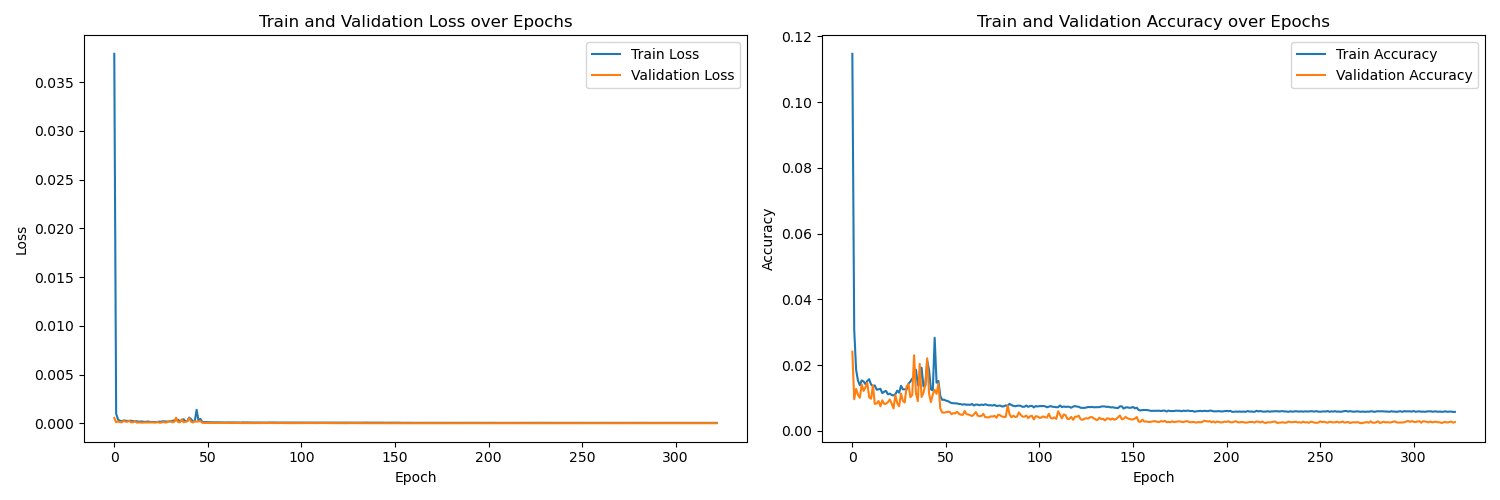 Train and Validation Loss over Epochs
Train Loss
Validation Loss
0.035
0.030
0.025
0.020
0.015
0.010
0.005
0.000
Loss
0 50 100 150 200 250 300
Epoch
Train and Validation Accuracy over Epochs
Train Accuracy
Validation Accuracy
0.12
0.10
0.08
0.06
0.04
0.02
0.00
Accuracy
0 50 100 150 200 250 300
Epoch